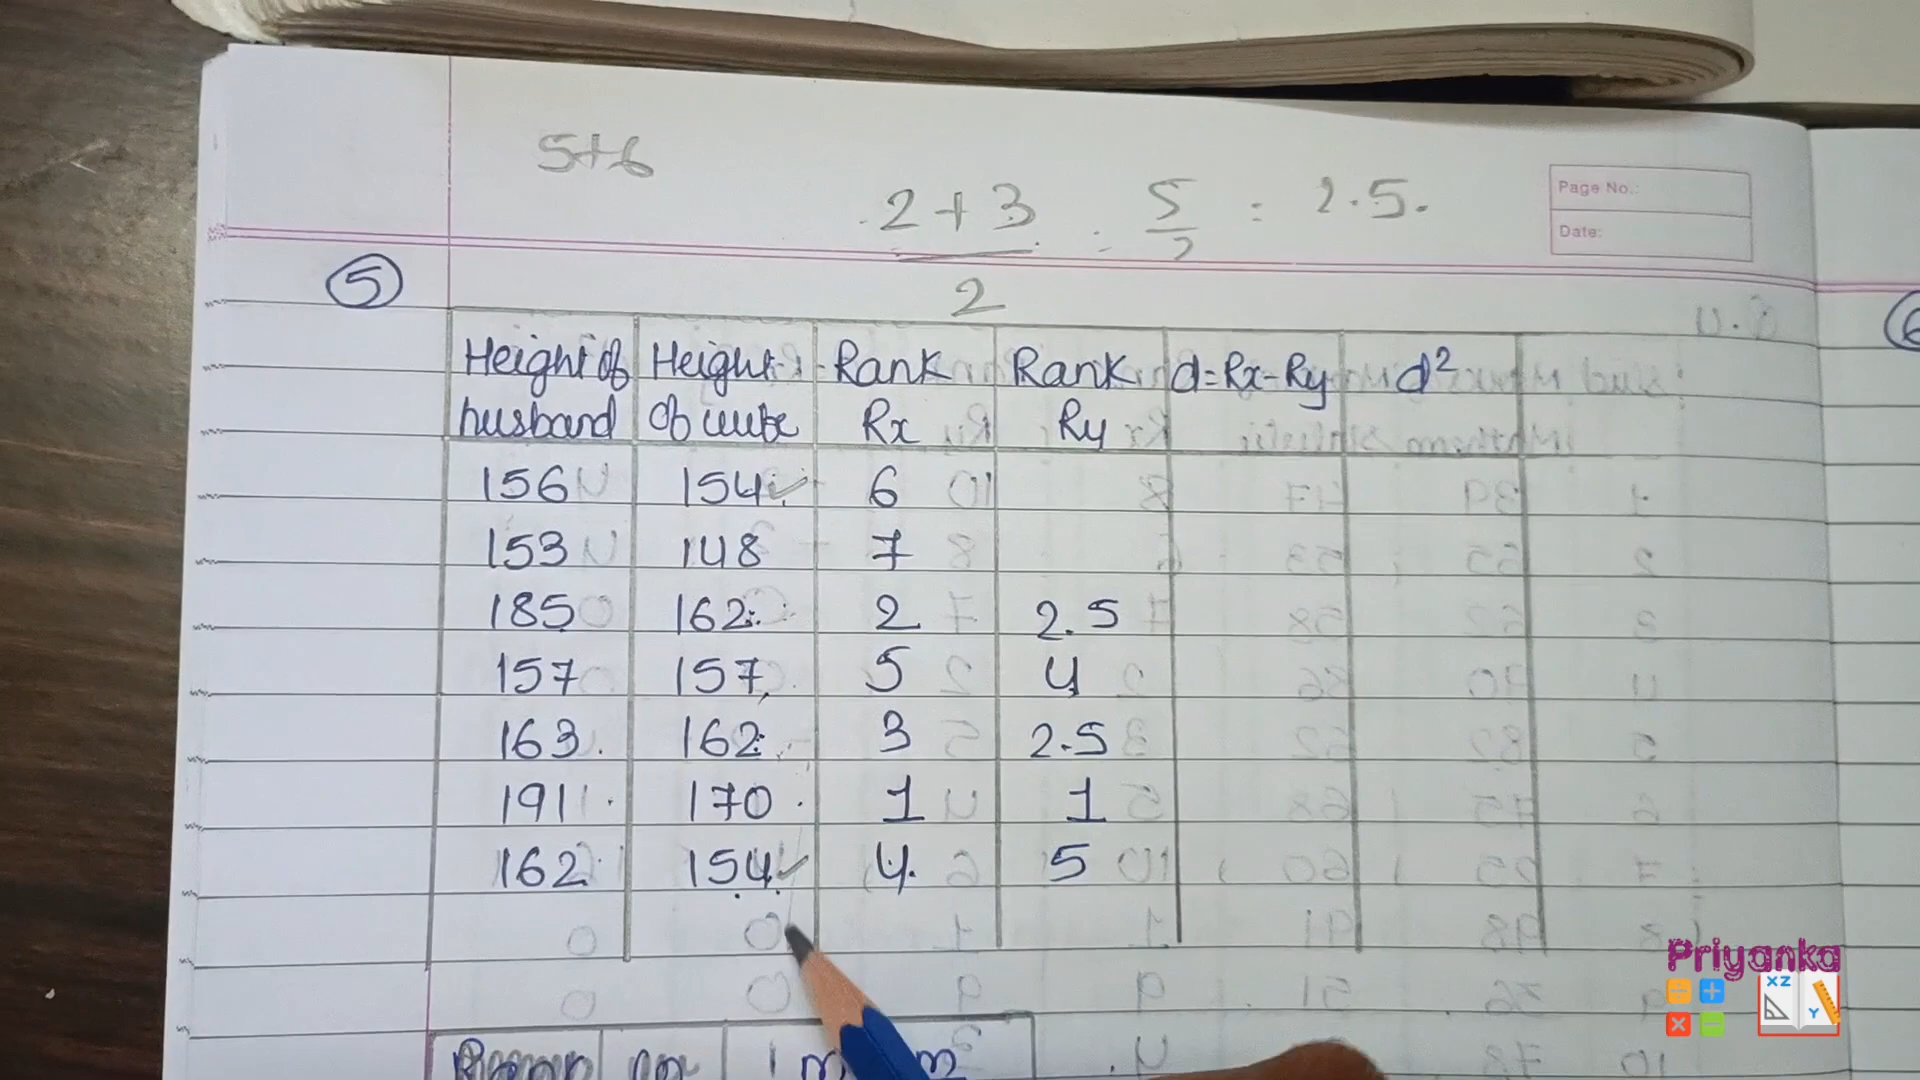 5+6
2+3 = 5 = 2.5.
2 2
Page No.:
Date:
5
Height of Height Rank Rank d=Rx-Ry d²
husband of wife Rx Ry
156 154 6
153 148 7
185 162 2 2.5
157 157 5 4
163 162 3 2.5
191 170 1 1
162 154 4 5
Priyanka
XZ
Y